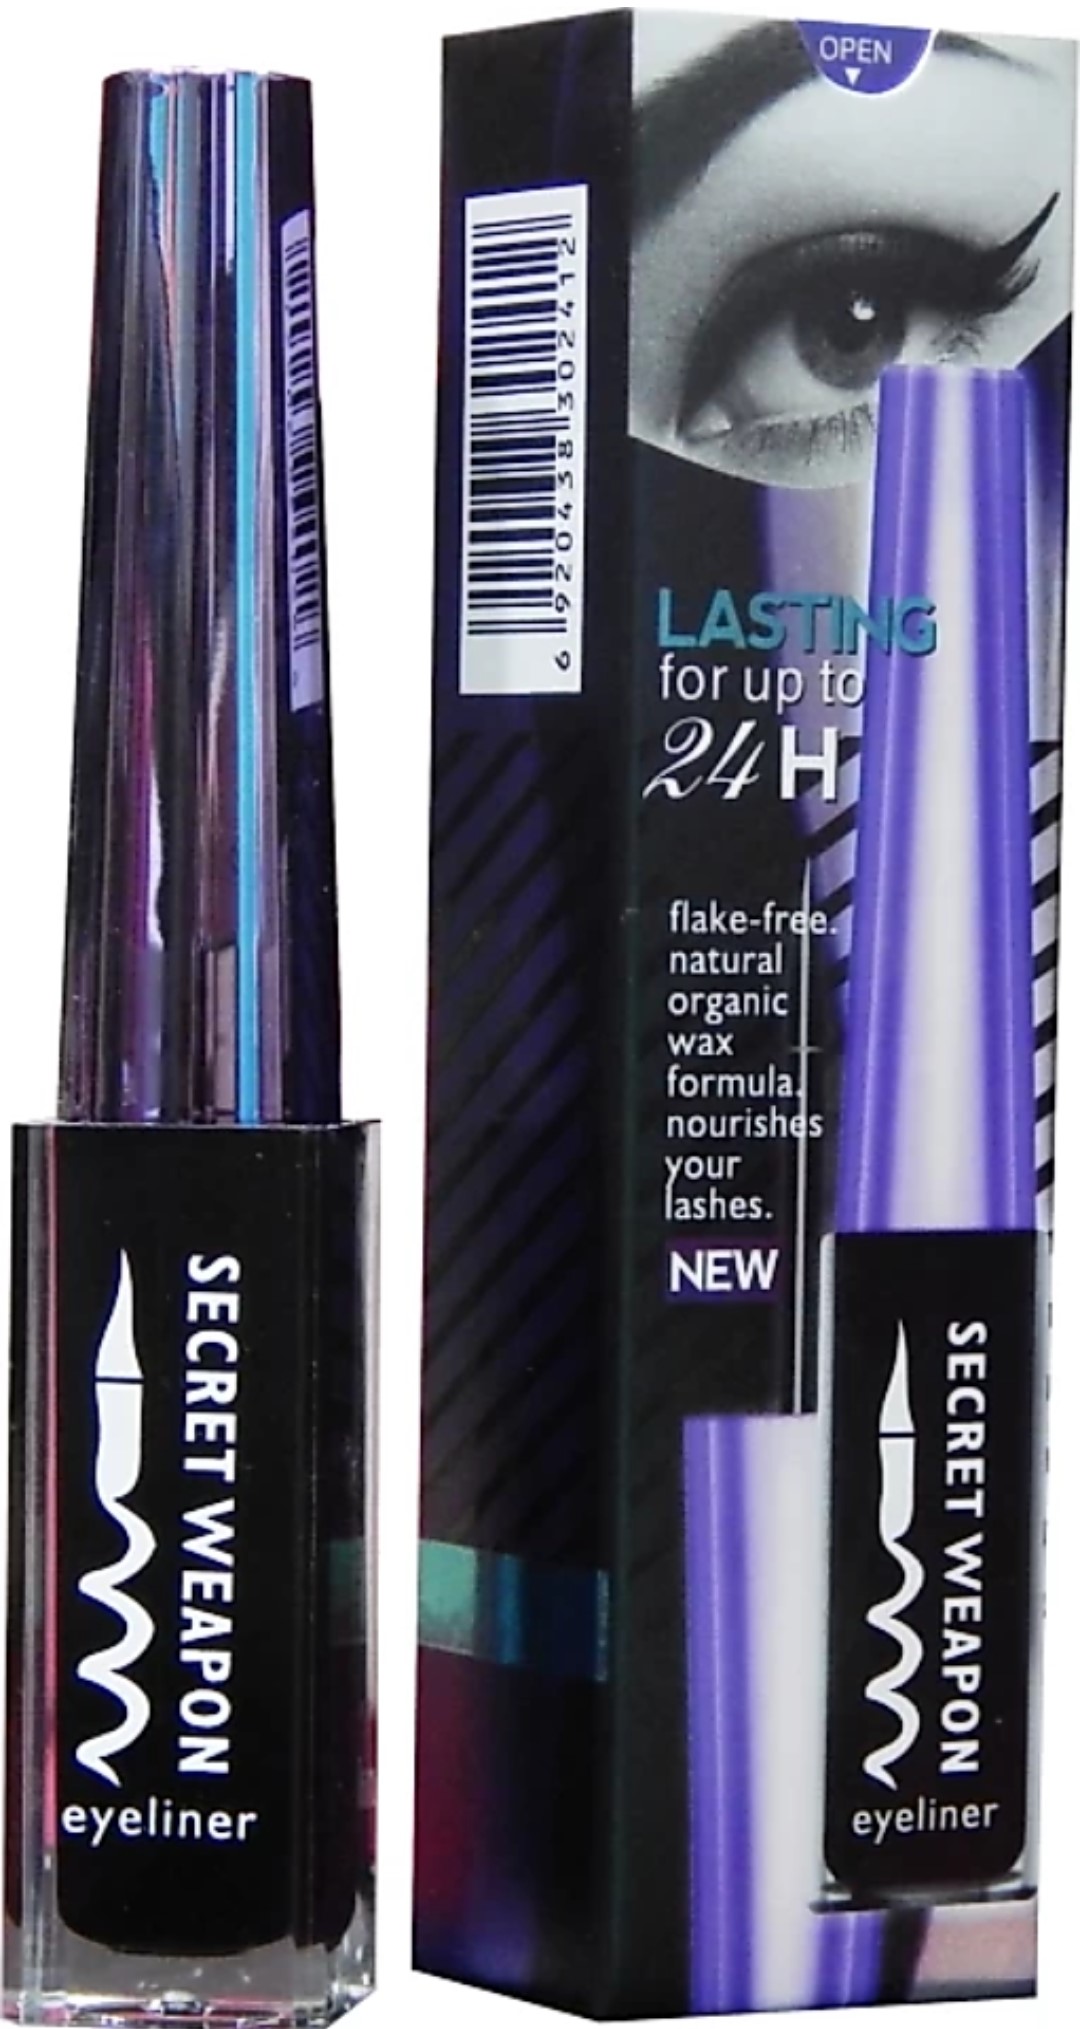 SECRET WEAPON
eyeliner
OPEN
6 920438 302412
LASTING
for up to
24 H
flake-free.
natural
organic
wax
formula.
nourishes
your
lashes.
NEW
SECRET WEAPON
eyeliner